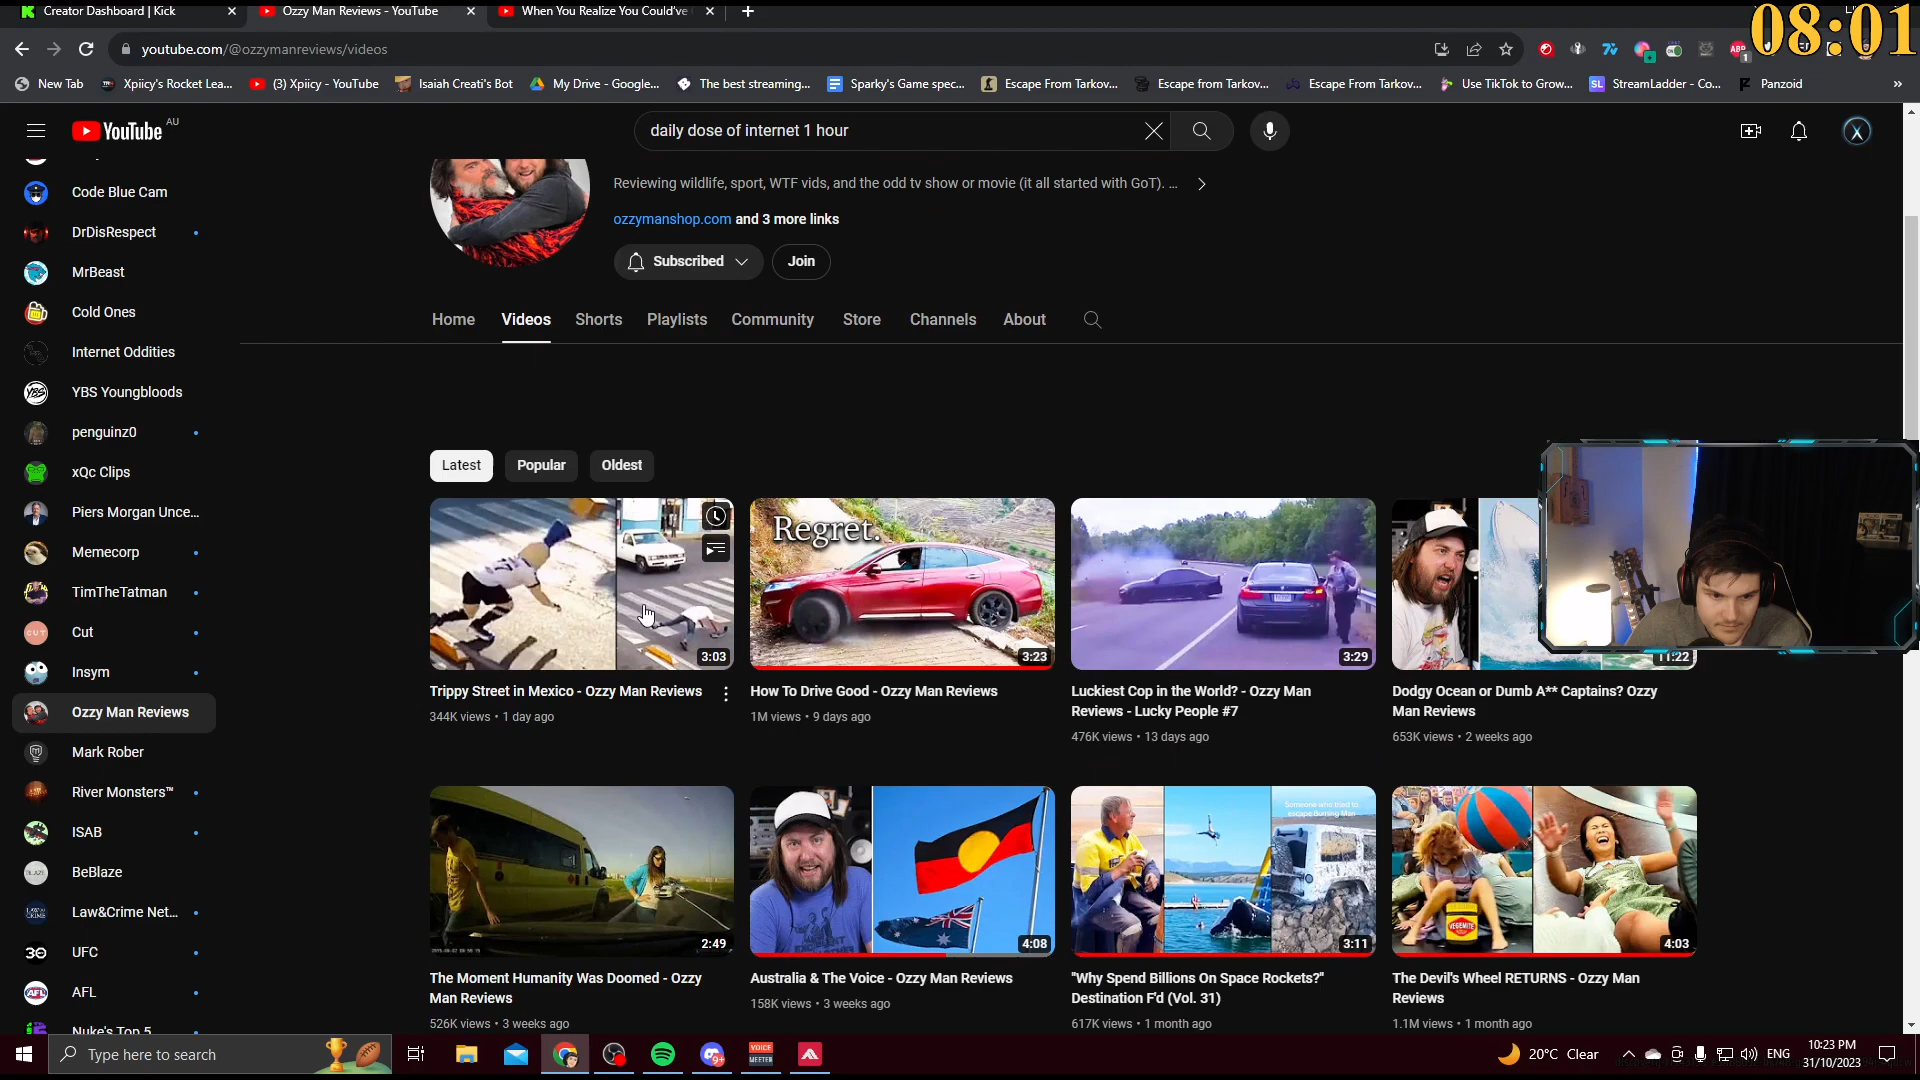 Creator Dashboard | Kick
Ozzy Man Reviews - YouTube
When You Realize You Could've
08:01
youtube.com/@ozzymanreviews/videos
New Tab
Xpiicy's Rocket Lea...
(3) Xpiicy - YouTube
Isaiah Creati's Bot
My Drive - Google...
The best streaming...
Sparky's Game spec...
Escape From Tarkov...
Escape from Tarkov...
Escape From Tarkov...
Use TikTok to Grow...
StreamLadder - Co...
Panzoid
»
YouTube AU
daily dose of internet 1 hour
Reviewing wildlife, sport, WTF vids, and the odd tv show or movie (it all started with GoT). ...
ozzymanshop.com and 3 more links
Subscribed
Join
Home
Videos
Shorts
Playlists
Community
Store
Channels
About
Code Blue Cam
DrDisRespect
MrBeast
Cold Ones
Internet Oddities
YBS Youngbloods
penguinz0
xQc Clips
Piers Morgan Unce...
Memecorp
TimTheTatman
Cut
Insym
Ozzy Man Reviews
Mark Rober
River Monsters™
ISAB
BeBlaze
Law&Crime Net...
UFC
AFL
Nuke's Top 5
Latest
Popular
Oldest
3:03
Trippy Street in Mexico - Ozzy Man Reviews
344K views • 1 day ago
Regret.
3:23
How To Drive Good - Ozzy Man Reviews
1M views • 9 days ago
3:29
Luckiest Cop in the World? - Ozzy Man
Reviews - Lucky People #7
476K views • 13 days ago
11:22
Dodgy Ocean or Dumb A** Captains? Ozzy
Man Reviews
653K views • 2 weeks ago
2:49
The Moment Humanity Was Doomed - Ozzy
Man Reviews
526K views • 3 weeks ago
4:08
Australia & The Voice - Ozzy Man Reviews
158K views • 3 weeks ago
Someone who tried to
escape Burning Man
3:11
"Why Spend Billions On Space Rockets?"
Destination F'd (Vol. 31)
617K views • 1 month ago
VEGEMITE
4:03
The Devil's Wheel RETURNS - Ozzy Man
Reviews
1.1M views • 1 month ago
Type here to search
VOICE
MEETER
20°C Clear
ENG
10:23 PM
31/10/2023